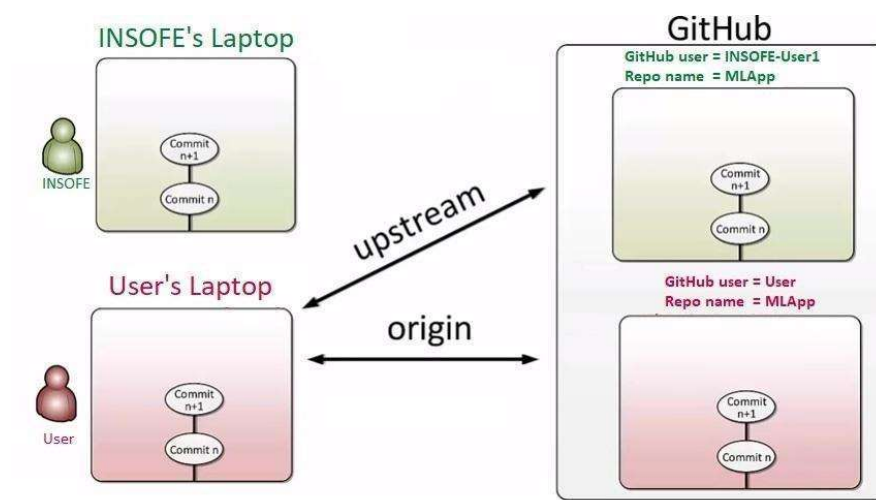 INSOFE's Laptop
GitHub
GitHub user = INSOFE-User1
Repo name = MLApp
INSOFE
Commit
n+1
Commit n
Commit
n+1
Commit n
upstream
User's Laptop
GitHub user = User
Repo name = MLApp
origin
User
Commit
n+1
Commit n
Commit
n+1
Commit n